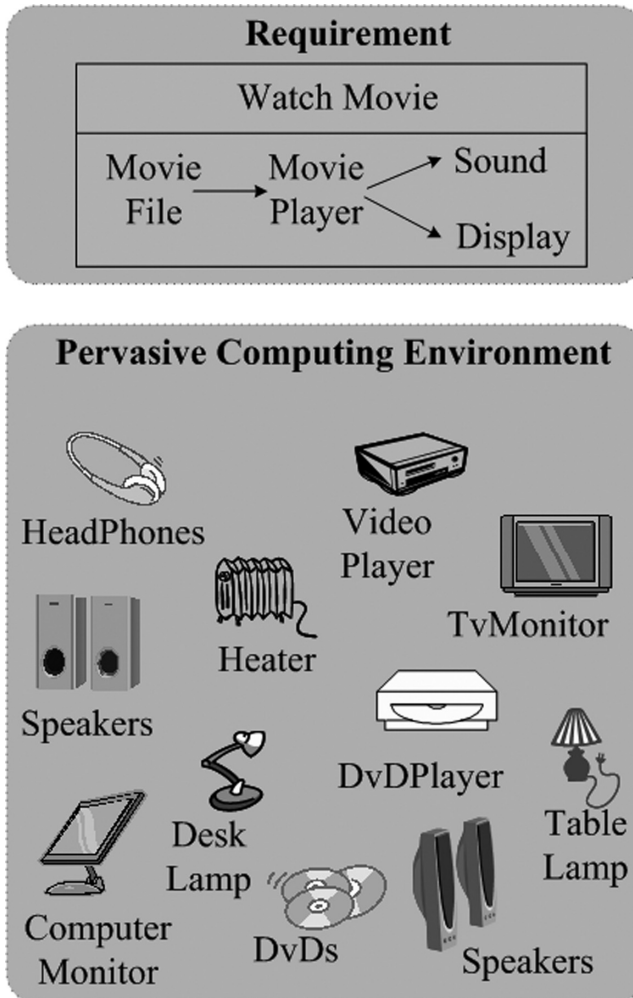 Requirement
Watch Movie
Movie
File
Movie
Player
Sound
Display
Pervasive Computing Environment
HeadPhones
Video
Player
TvMonitor
Heater
Speakers
DvDPlayer
Desk
Lamp
Table
Lamp
Computer
Monitor
DvDs
Speakers